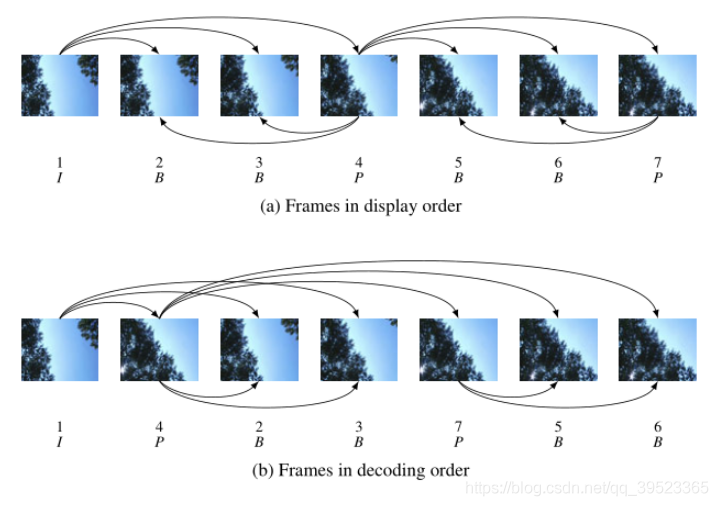 1 2 3 4 5 6 7
I B B P B B P
(a) Frames in display order
1 4 2 3 7 5 6
I P B B P B B
(b) Frames in decoding order
https://blog.csdn.net/qq_39523365